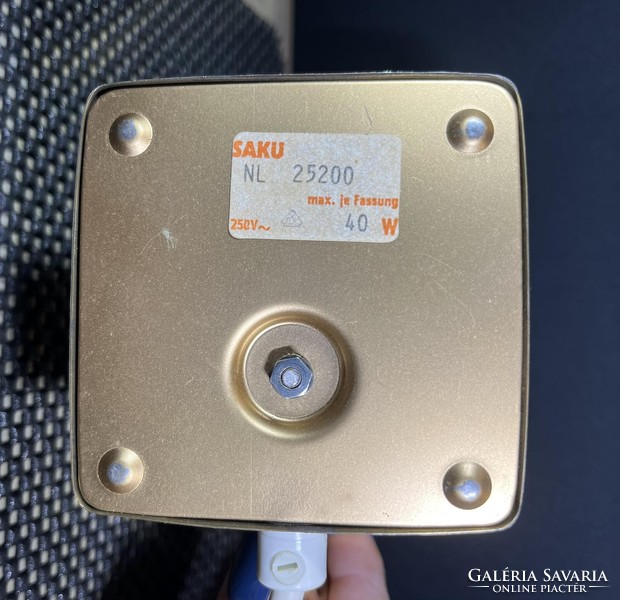 SAKU
NL 25200
max. je Fassung
250V~ 40 W
GALÉRIA SAVARIA
ONLINE PIACTÉR